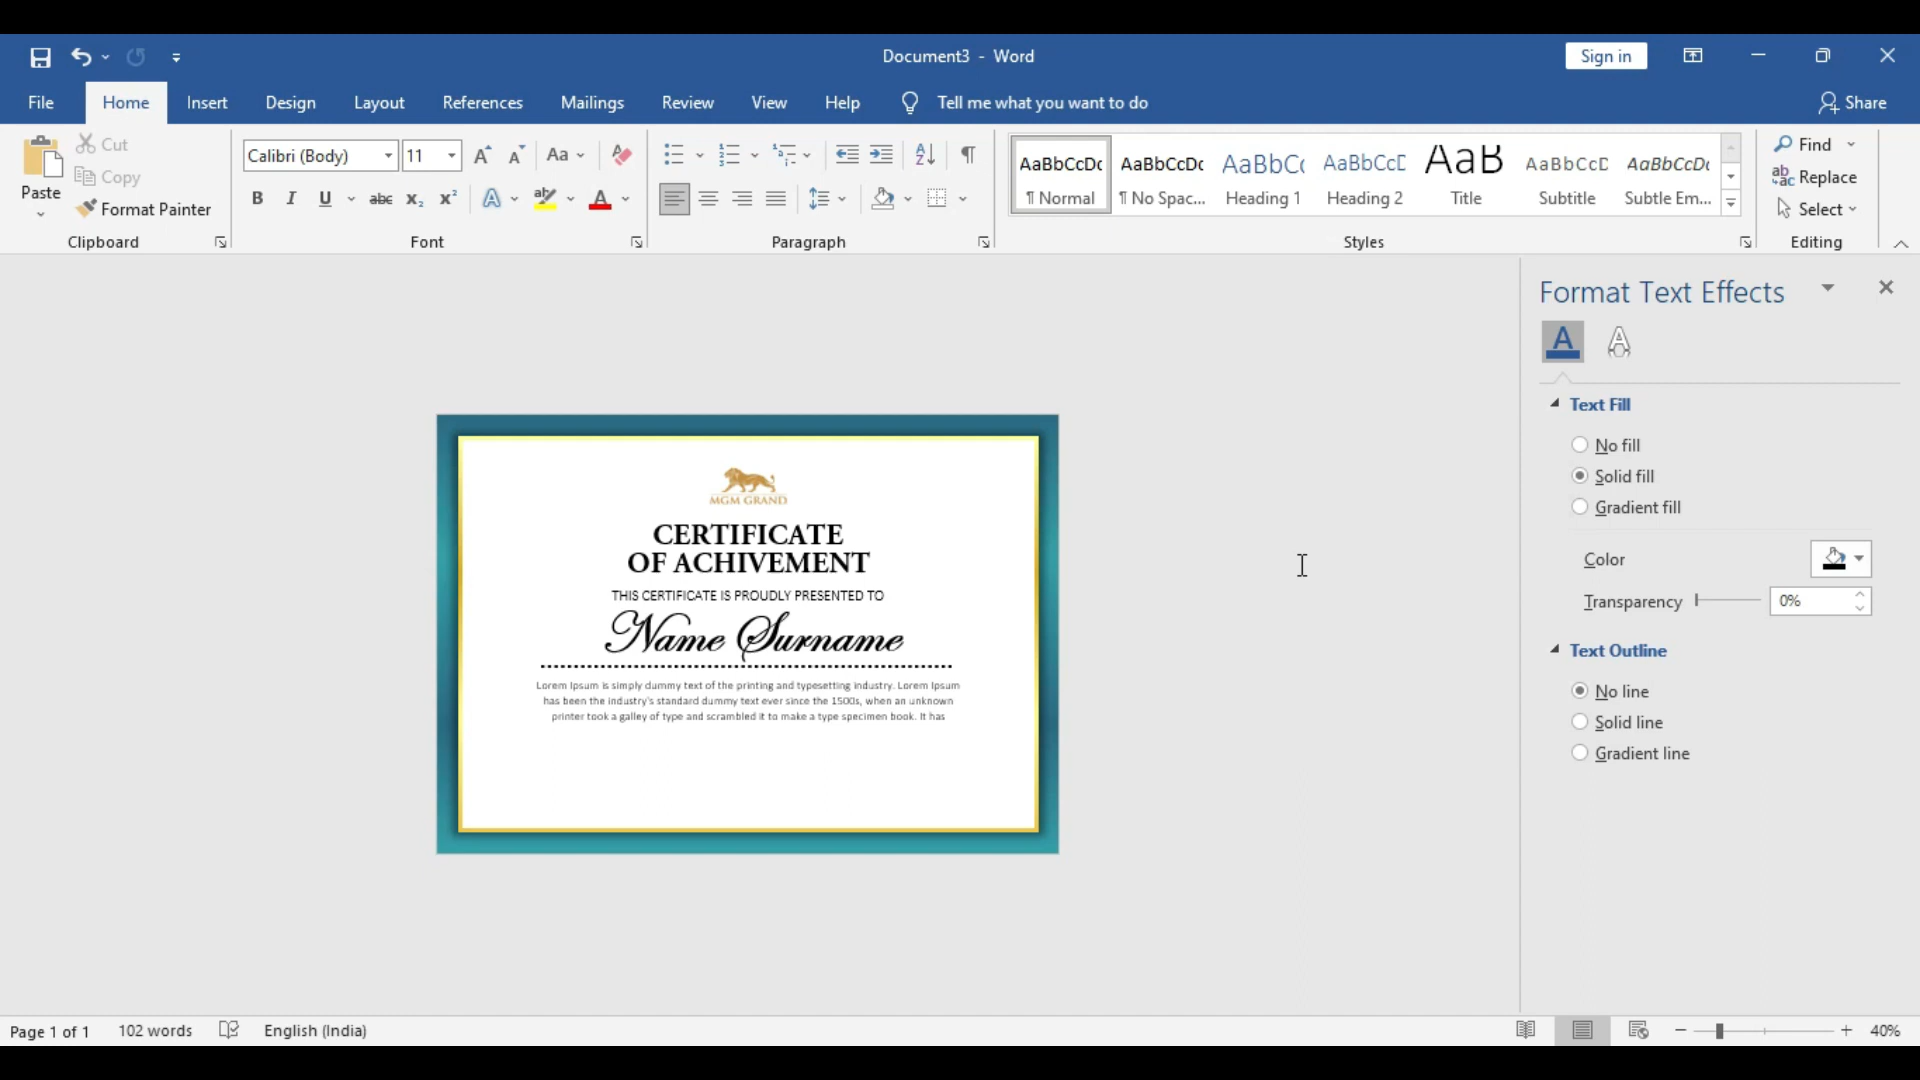 Document3 - Word
Sign in
File Home Insert Design Layout References Mailings Review View Help Tell me what you want to do Share
Paste
Cut
Copy
Format Painter
Clipboard
Calibri (Body) 11
Font
Paragraph
AaBbCcDc AaBbCcDc AaBbC( AaBbCcD AaB AaBbCcD AaBbCcDc
¶ Normal ¶ No Spac... Heading 1 Heading 2 Title Subtitle Subtle Em...
Styles
Find
Replace
Select
Editing
MGM GRAND
CERTIFICATE
OF ACHIVEMENT
THIS CERTIFICATE IS PROUDLY PRESENTED TO
Name Surname
Lorem Ipsum is simply dummy text of the printing and typesetting industry. Lorem Ipsum
has been the industry's standard dummy text ever since the 1500s, when an unknown
printer took a galley of type and scrambled it to make a type specimen book. It has
Format Text Effects
Text Fill
No fill
Solid fill
Gradient fill
Color
Transparency 0%
Text Outline
No line
Solid line
Gradient line
Page 1 of 1 102 words English (India) 40%